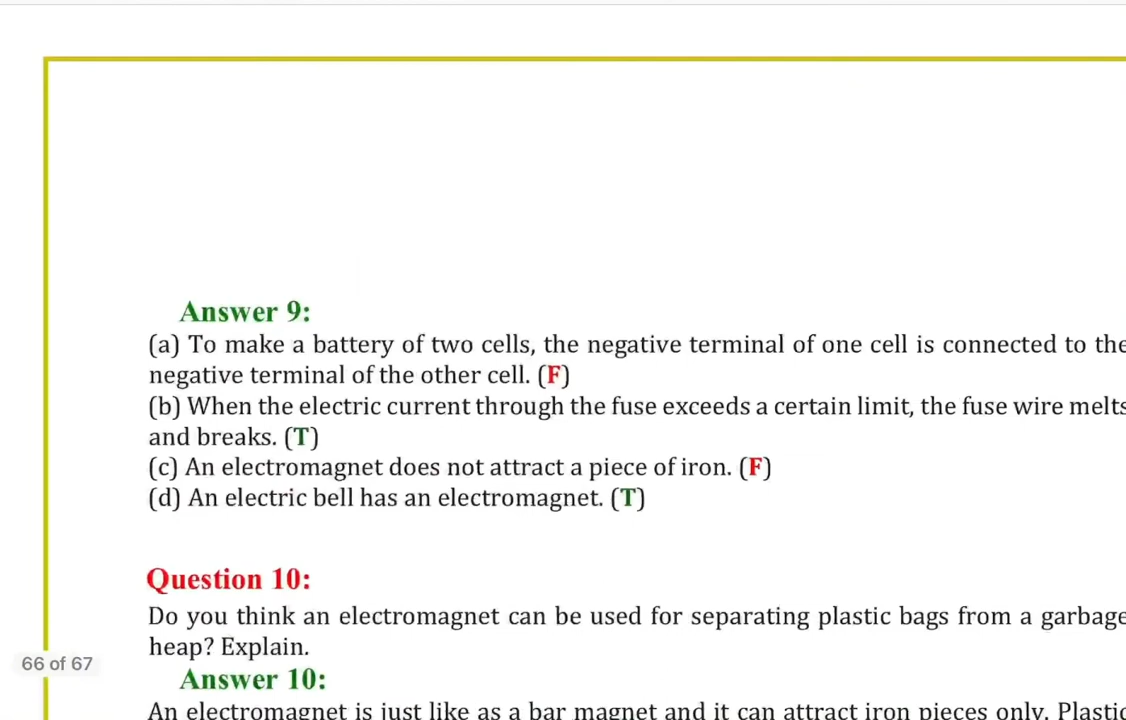 Answer 9:
(a) To make a battery of two cells, the negative terminal of one cell is connected to the
negative terminal of the other cell. (F)
(b) When the electric current through the fuse exceeds a certain limit, the fuse wire melts
and breaks. (T)
(c) An electromagnet does not attract a piece of iron. (F)
(d) An electric bell has an electromagnet. (T)
Question 10:
Do you think an electromagnet can be used for separating plastic bags from a garbage
heap? Explain.
66 of 67
Answer 10:
An electromagnet is just like as a bar magnet and it can attract iron pieces only. Plastic